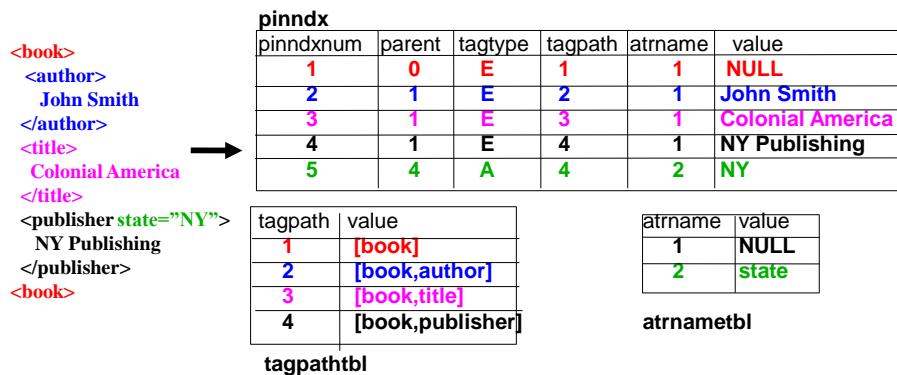 <book>
<author>
John Smith
</author>
<title>
Colonial America
</title>
<publisher state=”NY”>
NY Publishing
</publisher>
<book>
pinndx
pinndxnum parent tagtype tagpath atrname value
1 0 E 1 1 NULL
2 1 E 2 1 John Smith
3 1 E 3 1 Colonial America
4 1 E 4 1 NY Publishing
5 4 A 4 2 NY
tagpath value
1 [book]
2 [book,author]
3 [book,title]
4 [book,publisher]
tagpathtbl
atrname value
1 NULL
2 state
atrnametbl